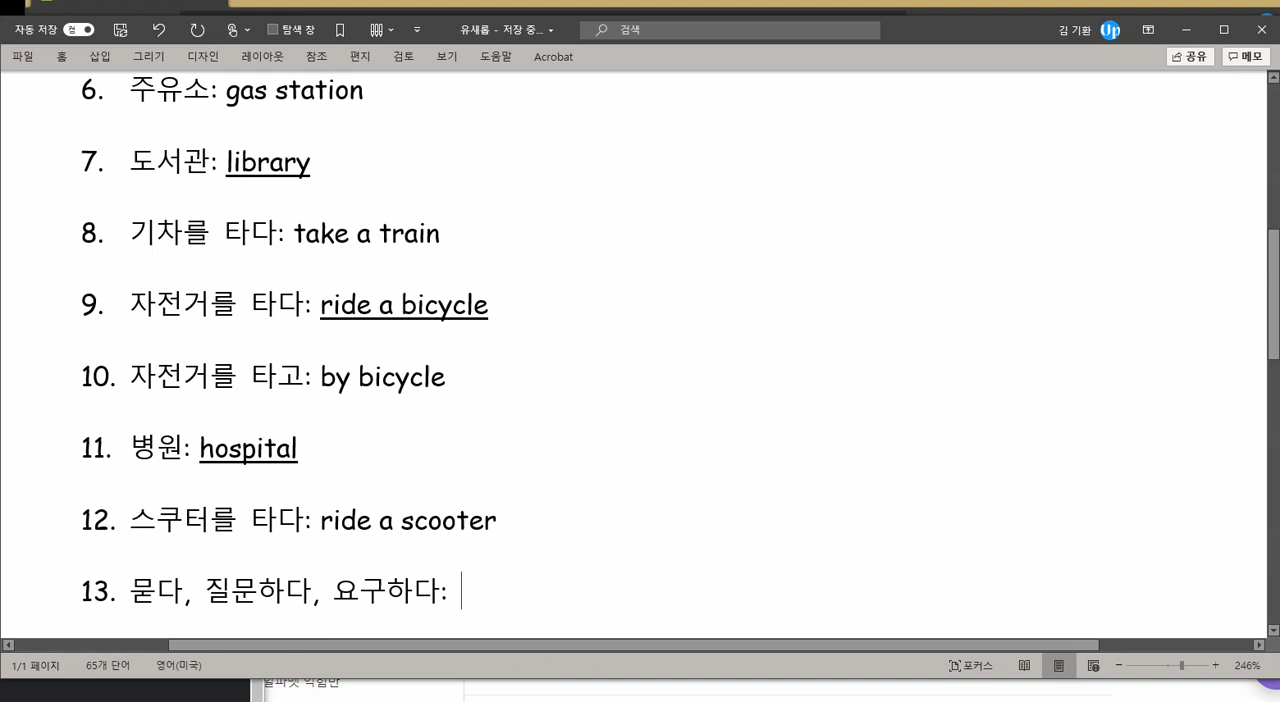 자동 저장 켬 탐색 창 유새롭 - 저장 중... 검색 김 기환 Up
파일 홈 삽입 그리기 디자인 레이아웃 참조 편지 검토 보기 도움말 Acrobat 공유 메모
6. 주유소: gas station
7. 도서관: library
8. 기차를 타다: take a train
9. 자전거를 타다: ride a bicycle
10. 자전거를 타고: by bicycle
11. 병원: hospital
12. 스쿠터를 타다: ride a scooter
13. 묻다, 질문하다, 요구하다:
1/1 페이지 65개 단어 영어(미국) 포커스 246%